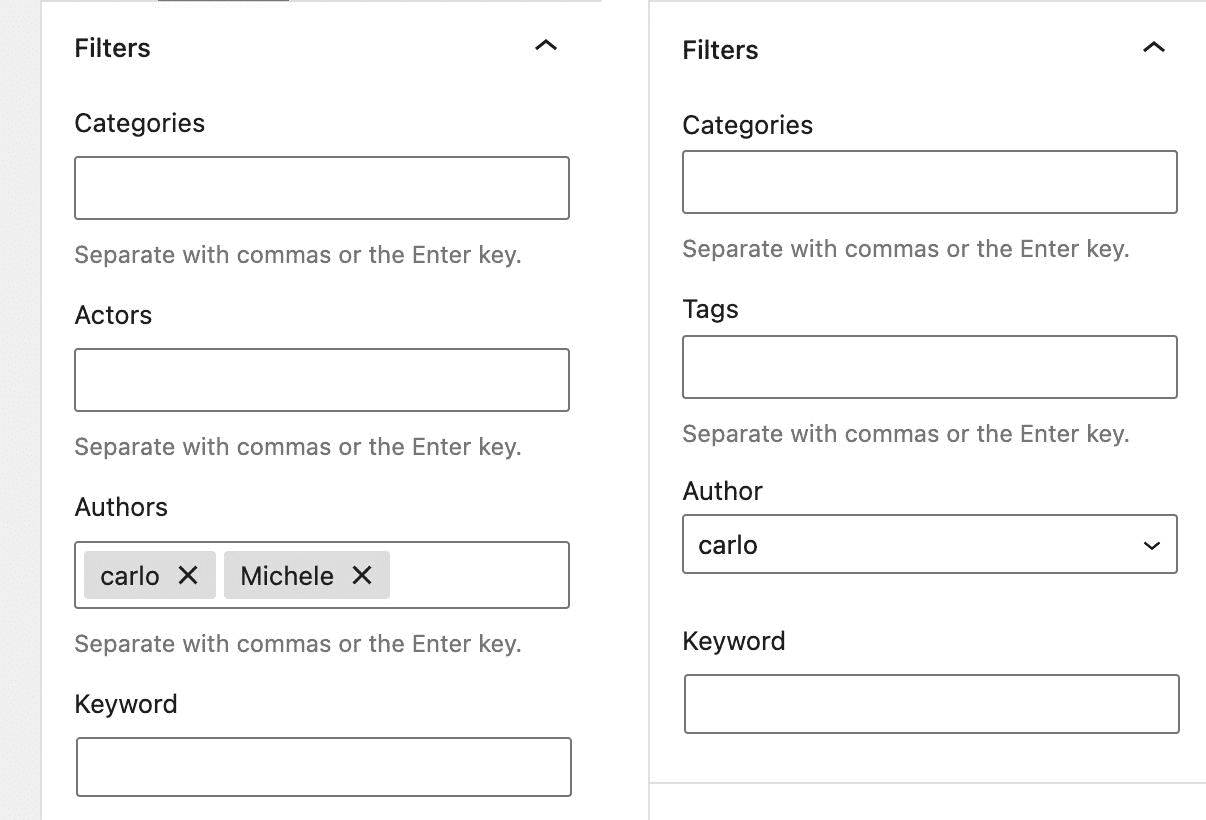 Filters
Categories
Separate with commas or the Enter key.
Actors
Separate with commas or the Enter key.
Authors
carlo Michele
Separate with commas or the Enter key.
Keyword
Filters
Categories
Separate with commas or the Enter key.
Tags
Separate with commas or the Enter key.
Author
carlo
Keyword